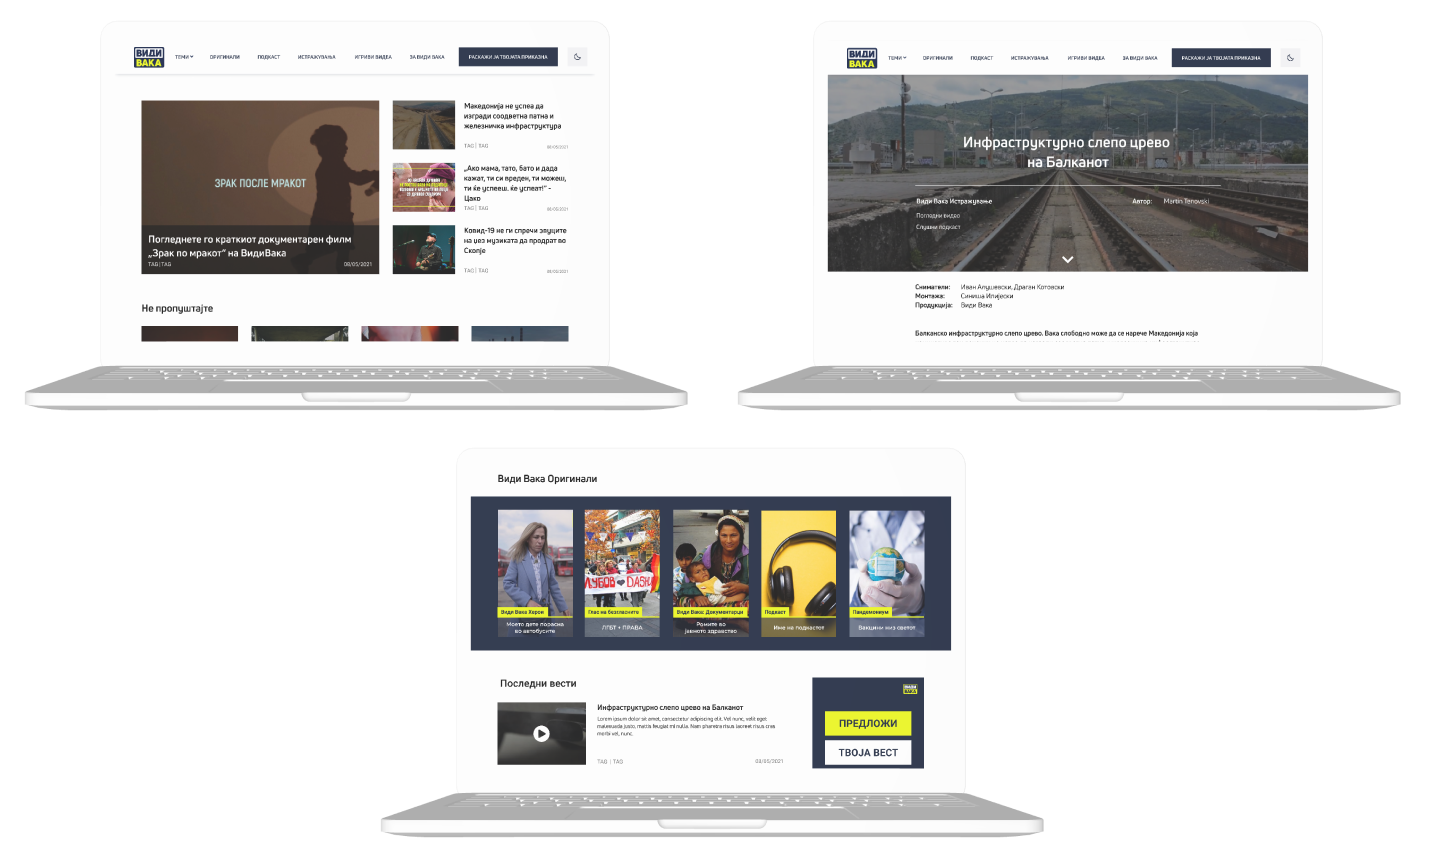 ВИДИ
ВАКА
ТЕМИ
ОРИГИНАЛИ
ПОДКАСТ
ИСТРАЖУВАЊА
ИГРИВИ ВИДЕА
ЗА ВИДИ ВАКА
РАСКАЖИ ЈА ТВОЈАТА ПРИКАЗНА
ЗРАК ПОСЛЕ МРАКОТ
Погледнете го краткиот документарен филм
„Зрак по мракот“ на ВидиВака
TAG|TAG
08/05/2021
Македонија не успеа да
изгради соодветна патна и
железничка инфраструктура
TAG| TAG
08/05/2021
„Ако мама, тато, бато и дада
кажат, ти си вреден, ти можеш,
ти ќе успееш. ќе успеат!“ -
Цако
TAG| TAG
08/05/2021
Ковид-19 не ги спречи звуците
на џез музиката да продрат во
Скопје
TAG| TAG
08/05/2021
Не пропуштајте
ВИДИ
ВАКА
ТЕМИ
ОРИГИНАЛИ
ПОДКАСТ
ИСТРАЖУВАЊА
ИГРИВИ ВИДЕА
ЗА ВИДИ ВАКА
РАСКАЖИ ЈА ТВОЈАТА ПРИКАЗНА
Инфраструктурно слепо црево
на Балканот
Види Вака Истражување
Автор: Martin Tenovski
Погледни видео
Слушни подкаст
Сниматели: Иван Алушевски, Драган Котовски
Монтажа: Синиша Илијески
Продукција: Види Вака
Балканско инфраструктурно слепо црево. Вака слободно може да се нарече Македонија која
Види Вака Оригинали
ЛУБОВ DASHU
Види Вака Херои
Моето дете порасна
во автобусите
Глас на безгласните
ЛГБТ + ПРАВА
Види Вака: Документарци
Ромите во
јавното здравство
Подкаст
Име на подкастот
Пандемониум
Вакцини низ светот
Последни вести
Инфраструктурно слепо црево на Балканот
Lorem ipsum dolor sit amet, consectetur adipiscing elit. Vel nunc, velit eget
malesuada justo, mattis feugiat mi nulla. Nam pharetra risus laoreet risus cras
morbi vel, nunc.
TAG | TAG
08/05/2021
ВИДИ
ВАКА
ПРЕДЛОЖИ
ТВОЈА ВЕСТ